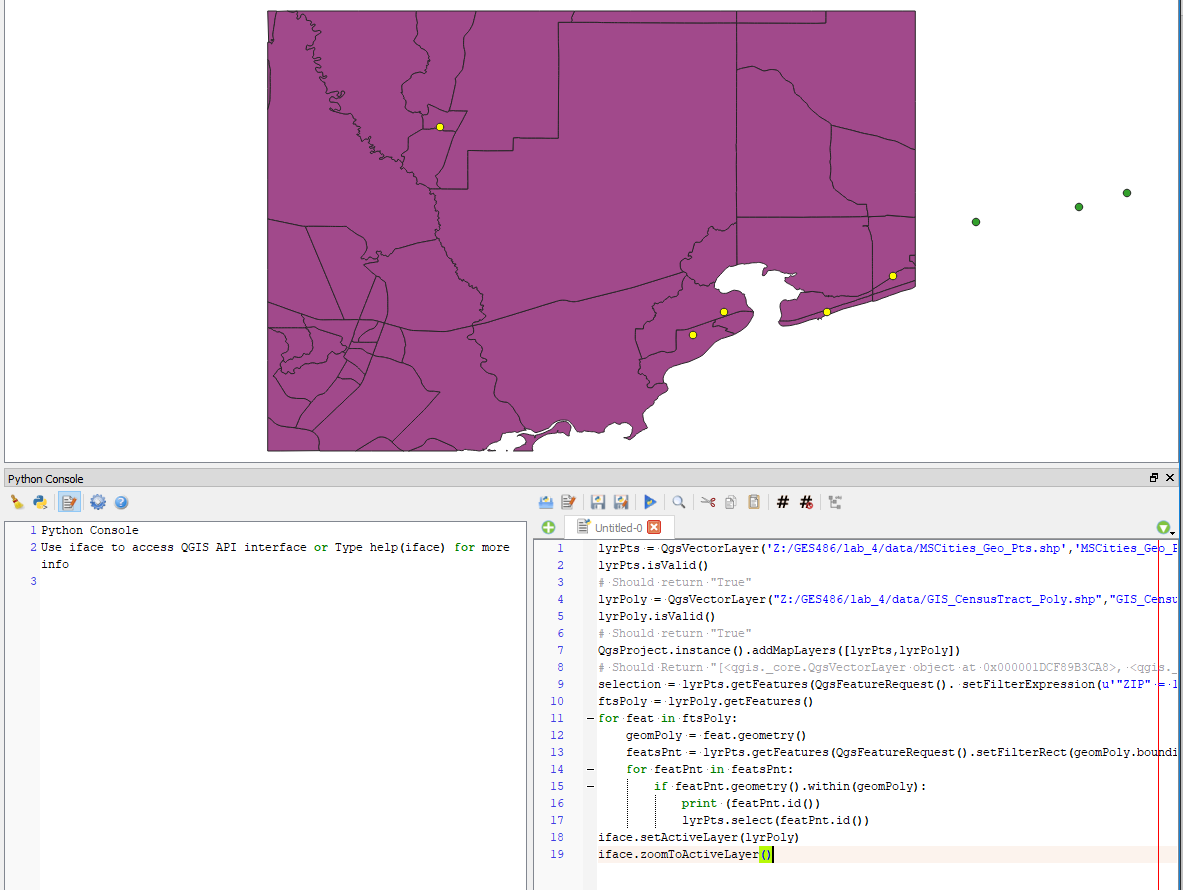 Python Console
1 Python Console
2 Use iface to access QGIS API interface or Type help(iface) for more
info
3
Untitled-0
1 lyrPts = QgsVectorLayer('Z:/GES486/lab_4/data/MSCities_Geo_Pts.shp','MSCities_Geo_P
2 lyrPts.isValid()
3 # Should return "True"
4 lyrPoly = QgsVectorLayer("Z:/GES486/lab_4/data/GIS_CensusTract_Poly.shp","GIS_Censu
5 lyrPoly.isValid()
6 # Should return "True"
7 QgsProject.instance().addMapLayers([lyrPts,lyrPoly])
8 # Should Return "[<qgis._core.QgsVectorLayer object at 0x000001DCF89B3CA8>, <qgis._
9 selection = lyrPts.getFeatures(QgsFeatureRequest(). setFilterExpression(u'"ZIP" = 1
10 ftsPoly = lyrPoly.getFeatures()
11 for feat in ftsPoly:
12 geomPoly = feat.geometry()
13 featsPnt = lyrPts.getFeatures(QgsFeatureRequest().setFilterRect(geomPoly.boundi
14 for featPnt in featsPnt:
15 if featPnt.geometry().within(geomPoly):
16 print (featPnt.id())
17 lyrPts.select(featPnt.id())
18 iface.setActiveLayer(lyrPoly)
19 iface.zoomToActiveLayer()